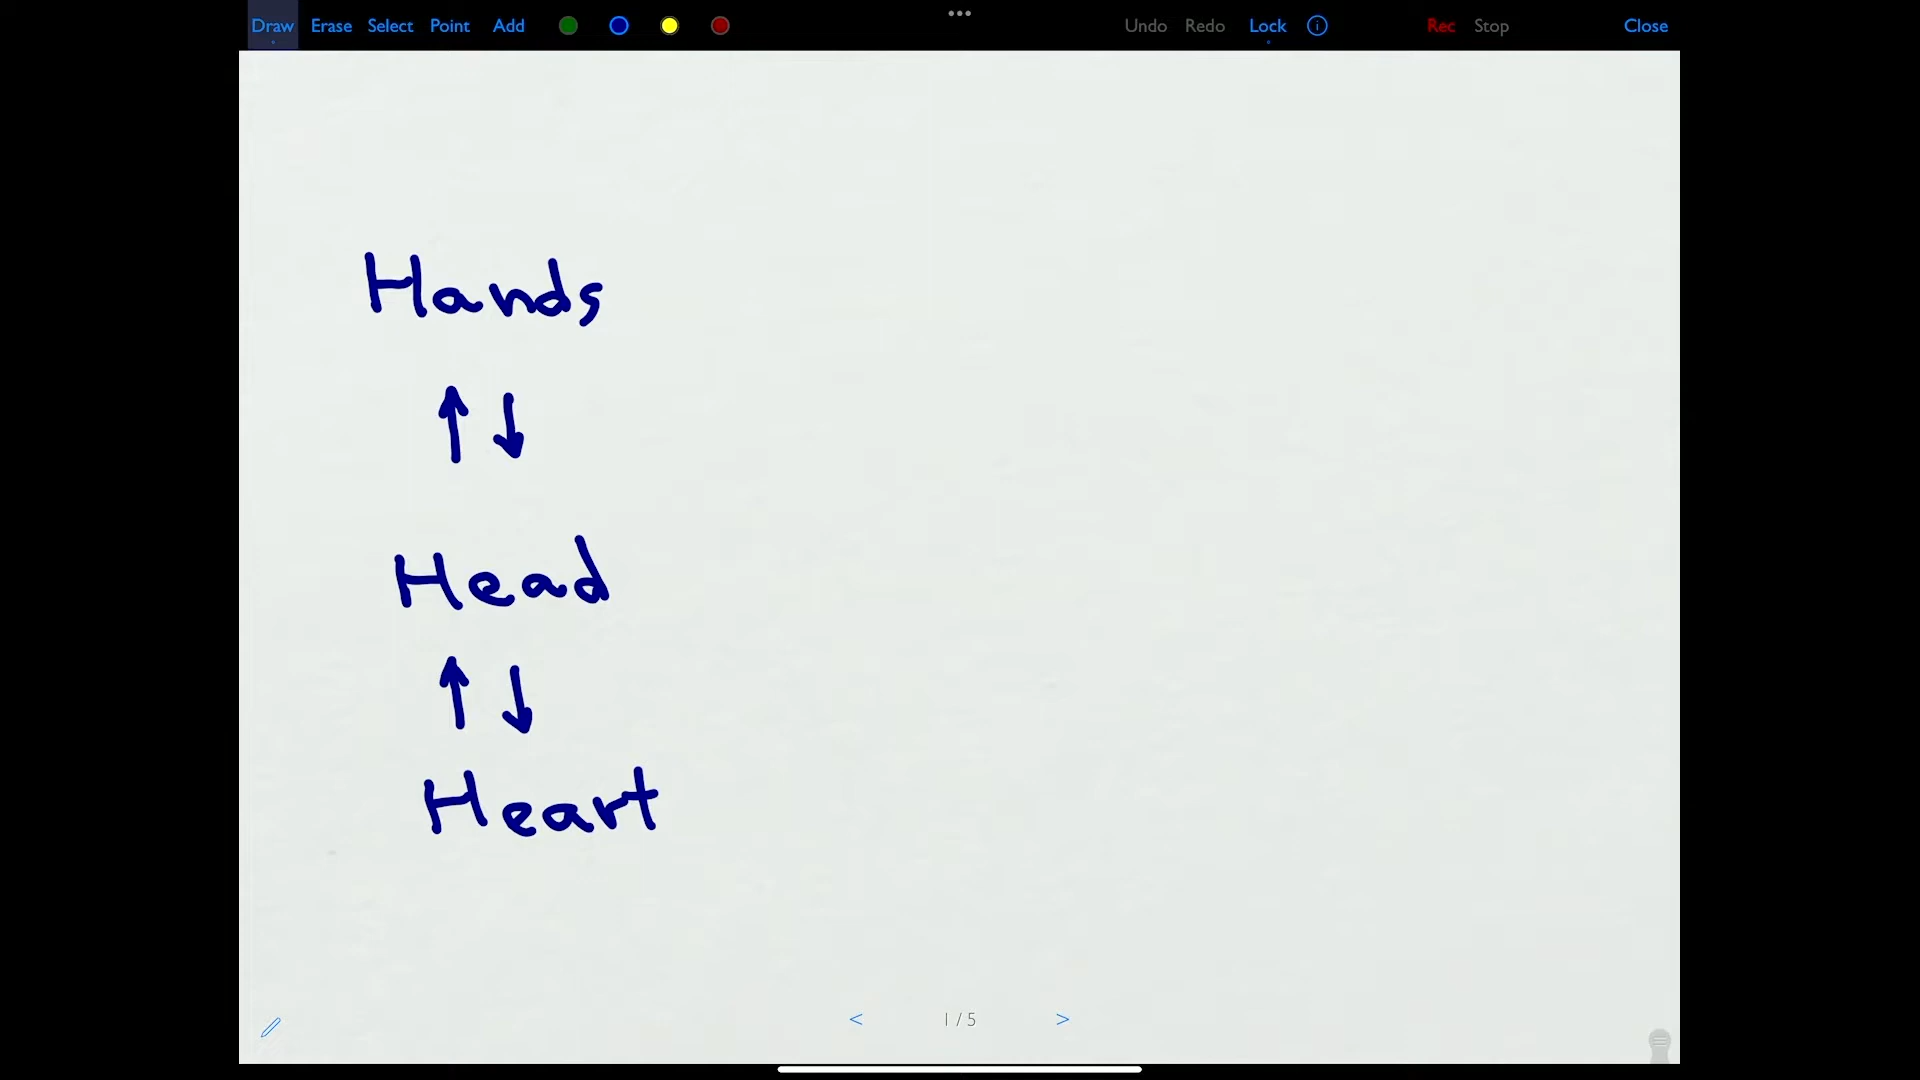 Draw Erase Select Point Add Undo Redo Lock Rec Stop Close
Hands
Head
Heart
< 1 / 5 >